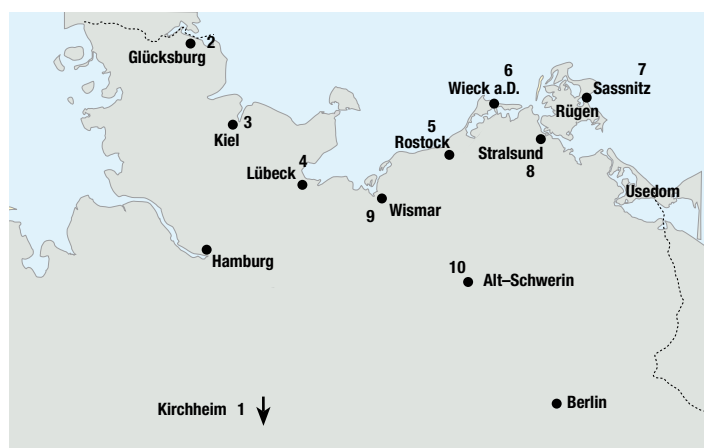 2
Glücksburg
6
7
Wieck a.D.
Sassnitz
Rügen
3
Kiel
5
Rostock
Stralsund
8
4
Lübeck
Usedom
9
Wismar
Hamburg
10
Alt–Schwerin
Kirchheim 1
Berlin